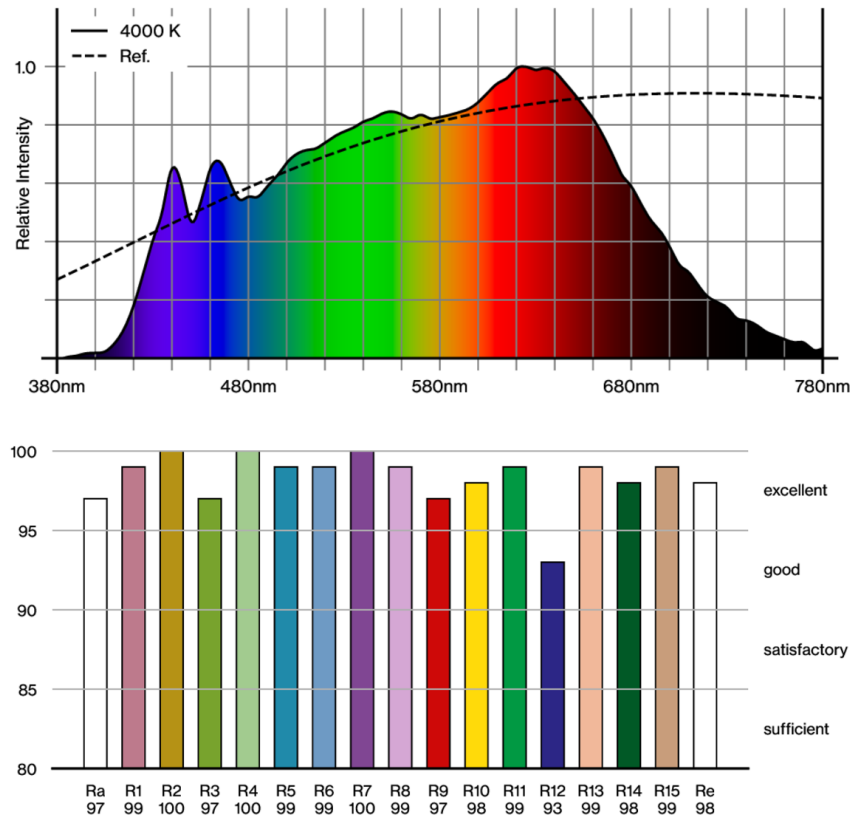 4000 K
Ref.
1.0
Relative Intensity
380nm 480nm 580nm 680nm 780nm
100
excellent
95
good
90
satisfactory
85
sufficient
80
Ra R1 R2 R3 R4 R5 R6 R7 R8 R9 R10 R11 R12 R13 R14 R15 Re
97 99 100 97 100 99 99 100 99 97 98 99 93 99 98 99 98